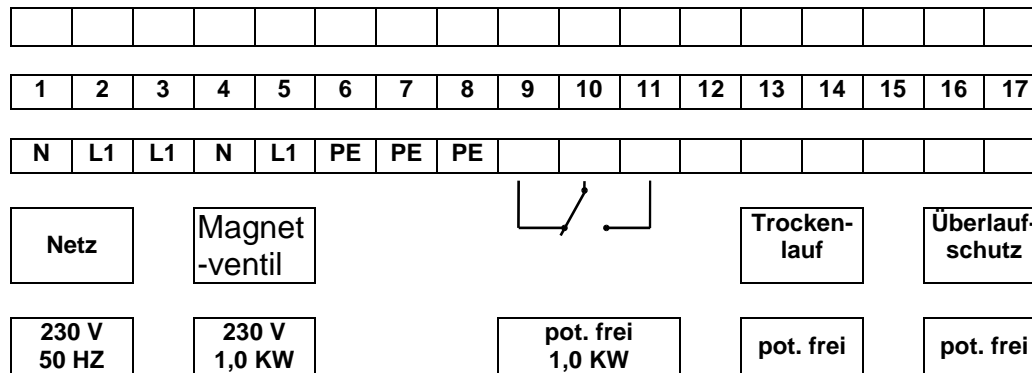 1 2 3 4 5 6 7 8 9 10 11 12 13 14 15 16 17
N L1 L1 N L1 PE PE PE
Netz
Magnet
-ventil
Trocken-
lauf
Überlauf-
schutz
230 V
50 HZ
230 V
1,0 KW
pot. frei
1,0 KW
pot. frei
pot. frei